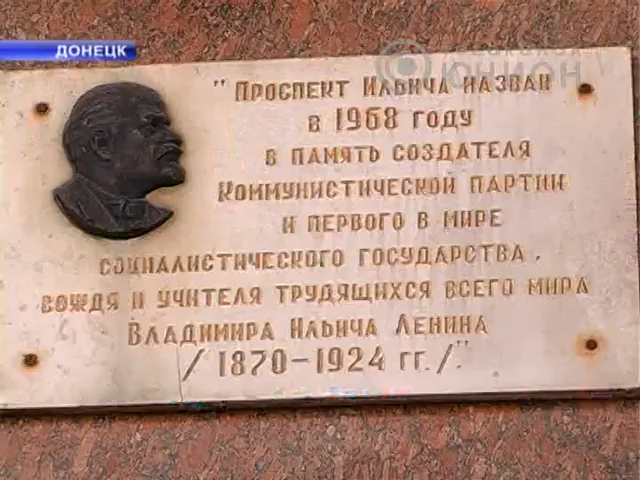 ДОНЕЦК
ЮНИОН
"ПРОСПЕКТ ИЛЬИЧА НАЗВАН
В 1968 ГОДУ
В ПАМЯТЬ СОЗДАТЕЛЯ
КОММУНИСТИЧЕСКОЙ ПАРТИИ
И ПЕРВОГО В МИРЕ
СОЦИАЛИСТИЧЕСКОГО ГОСУДАРСТВА,
ВОЖДЯ И УЧИТЕЛЯ ТРУДЯЩИХСЯ ВСЕГО МИРА
ВЛАДИМИРА ИЛЬИЧА ЛЕНИНА
/1870-1924 ГГ./".